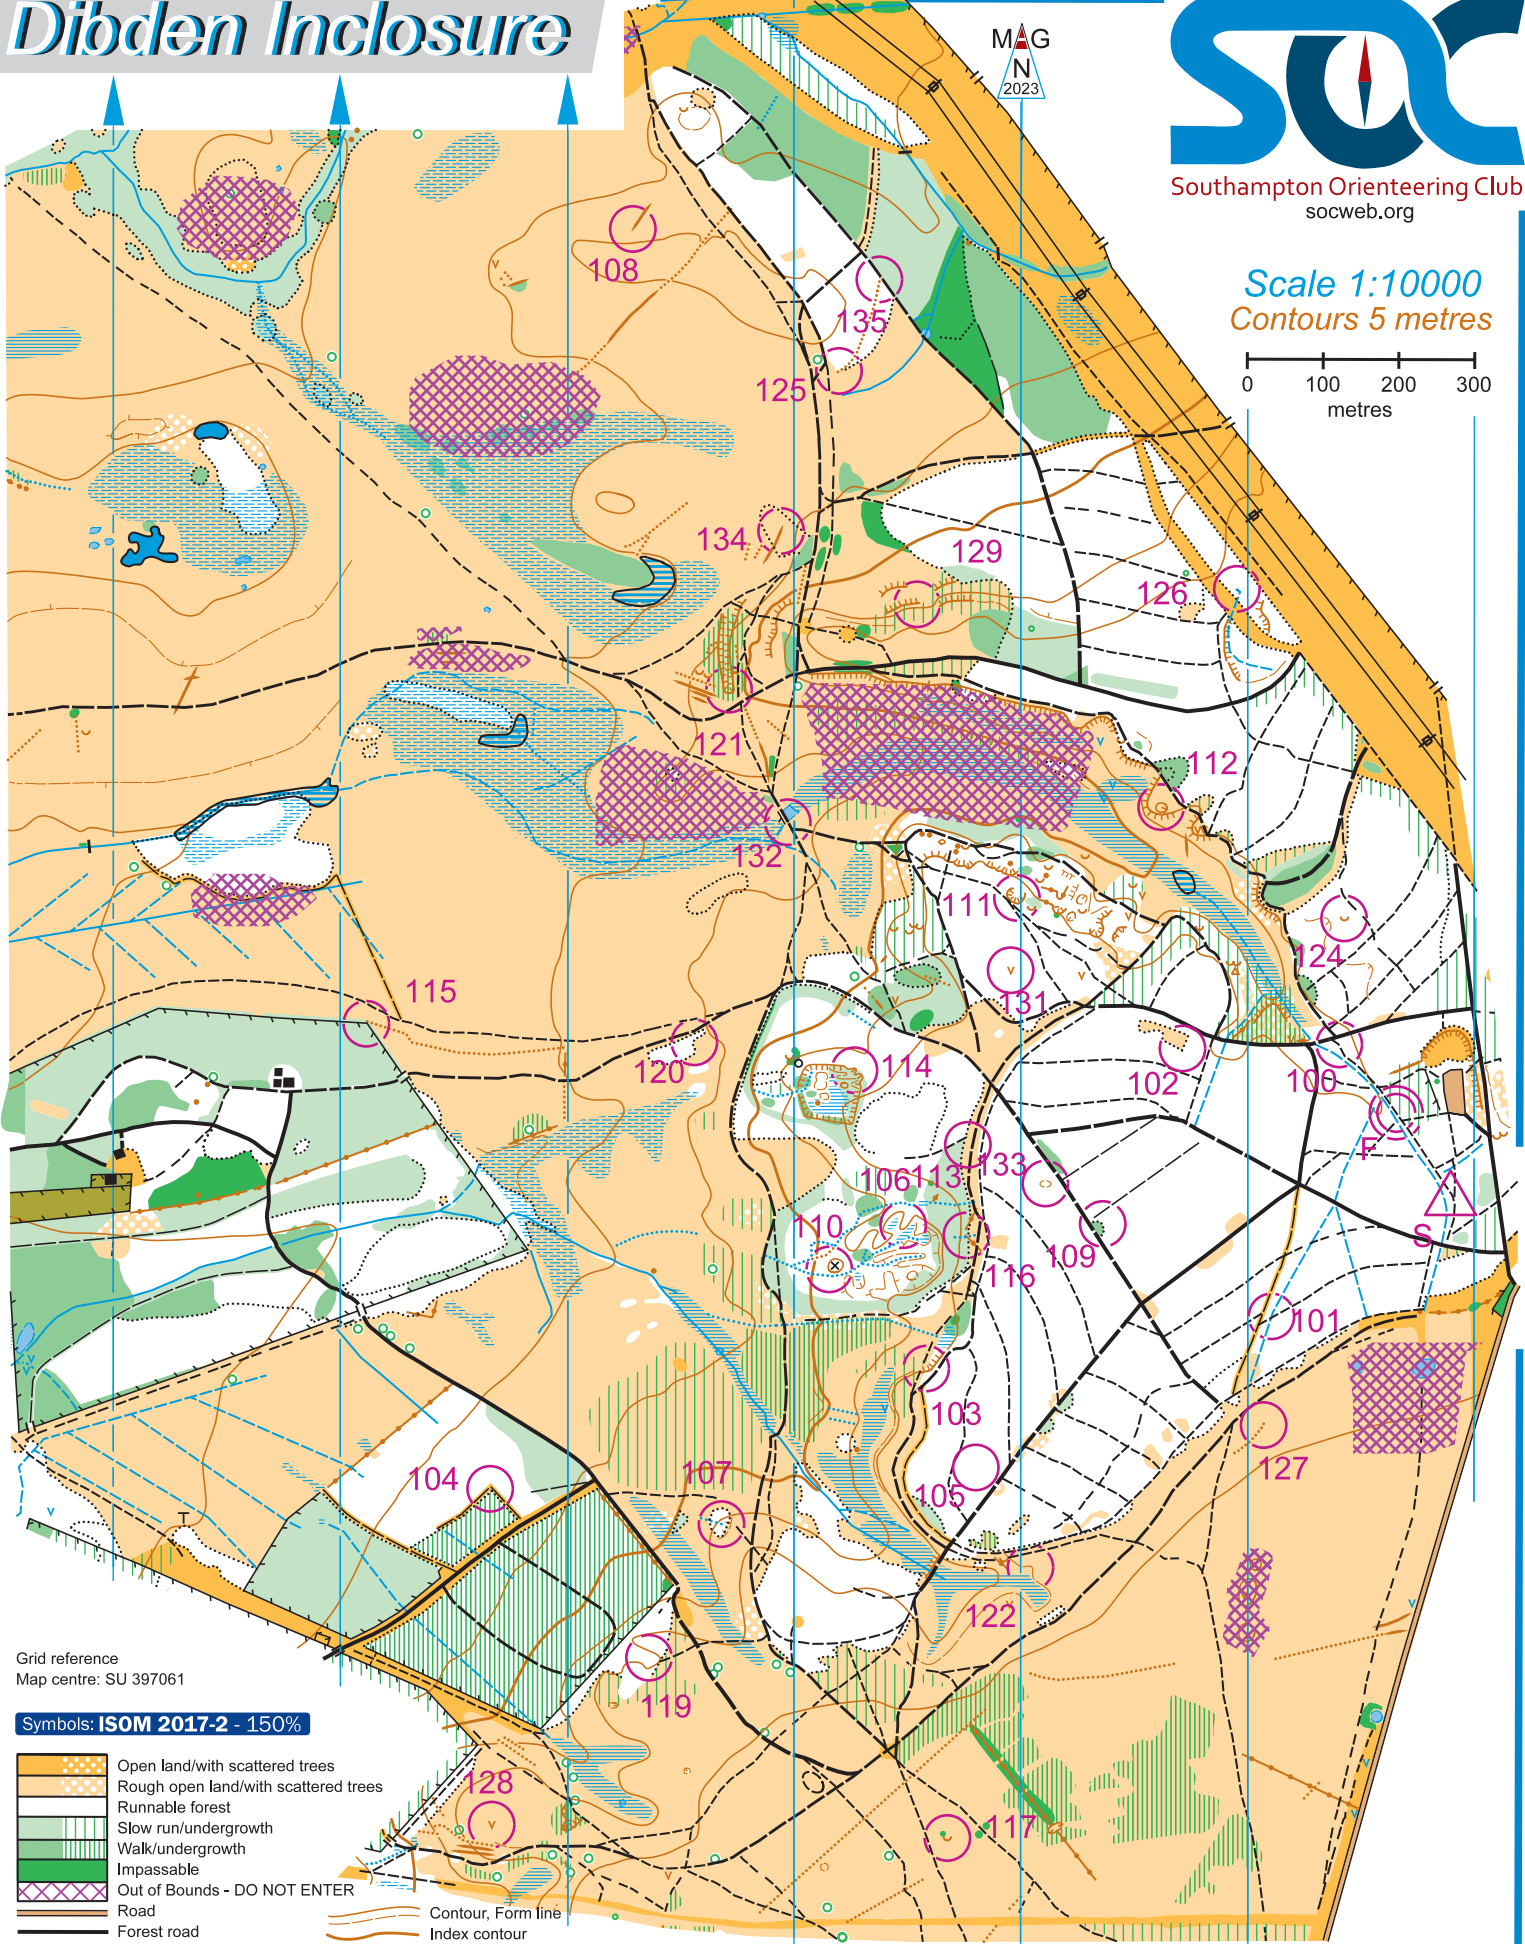 Dibden Inclosure
MAG
N
2023
SOC
Southampton Orienteering Club
socweb.org
Scale 1:10000
Contours 5 metres
0 100 200 300
metres
108
135
125
134
129
126
121
112
132
111
124
131
115
120
114
102
100
F
106
113
133
110
109
S
116
101
103
104
107
105
127
T
122
119
128
117
Grid reference
Map centre: SU 397061
Symbols: ISOM 2017-2 - 150%
Open land/with scattered trees
Rough open land/with scattered trees
Runnable forest
Slow run/undergrowth
Walk/undergrowth
Impassable
Out of Bounds - DO NOT ENTER
Road
Forest road
Contour, Form line
Index contour